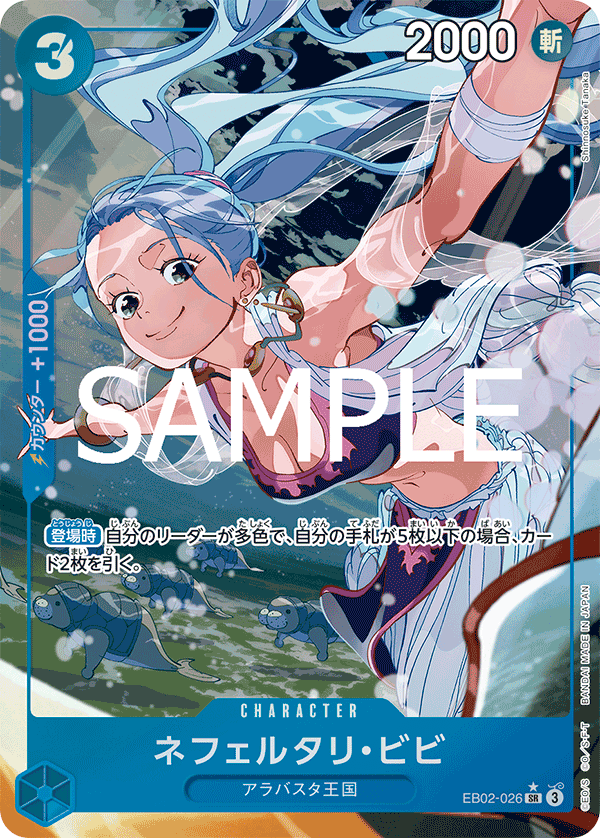 3
2000
斬
Shinnosuke Tanaka
カウンター +1000
SAMPLE
登場時 自分のリーダーが多色で、自分の手札が5枚以下の場合、カー
ド2枚を引く。
CHARACTER
ネフェルタリ・ビビ
アラバスタ王国
EB02-026 SR ★ 3
©EO/S ©O/S・F・T BANDAI MADE IN JAPAN